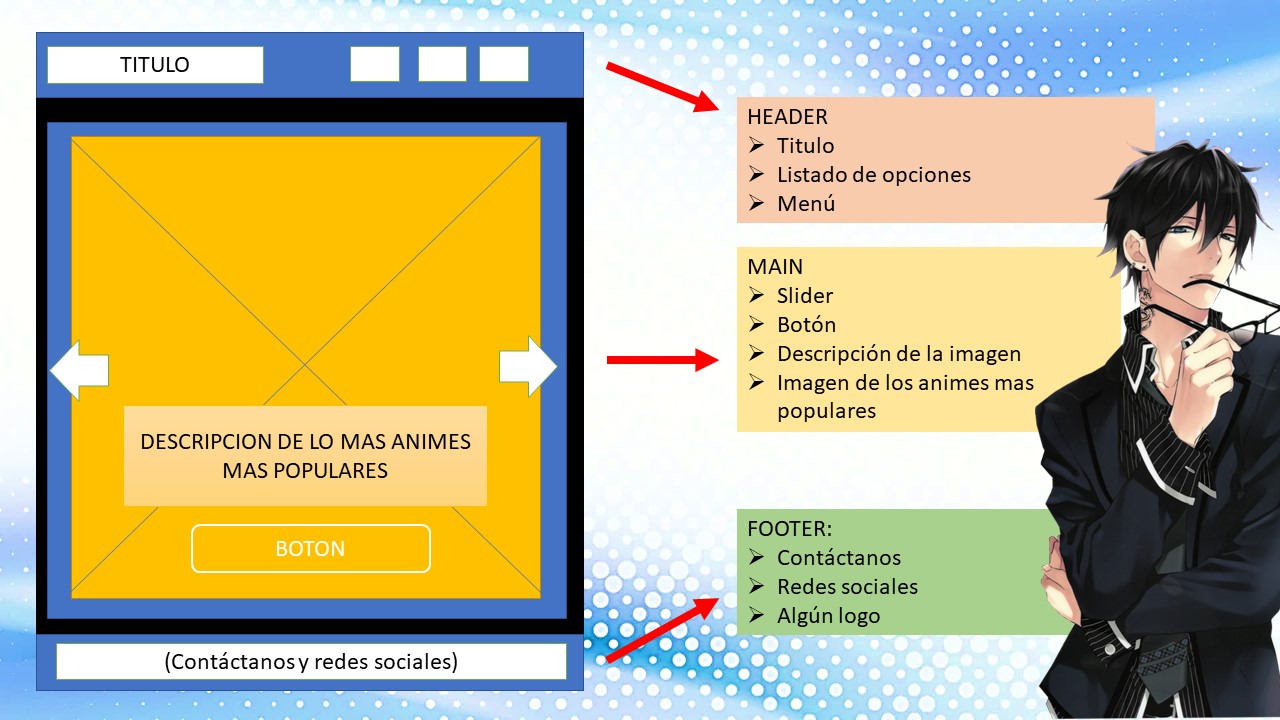 TITULO
DESCRIPCION DE LO MAS ANIMES
MAS POPULARES
BOTON
(Contáctanos y redes sociales)
HEADER
Titulo
Listado de opciones
Menú
MAIN
Slider
Botón
Descripción de la imagen
Imagen de los animes mas
populares
FOOTER:
Contáctanos
Redes sociales
Algún logo